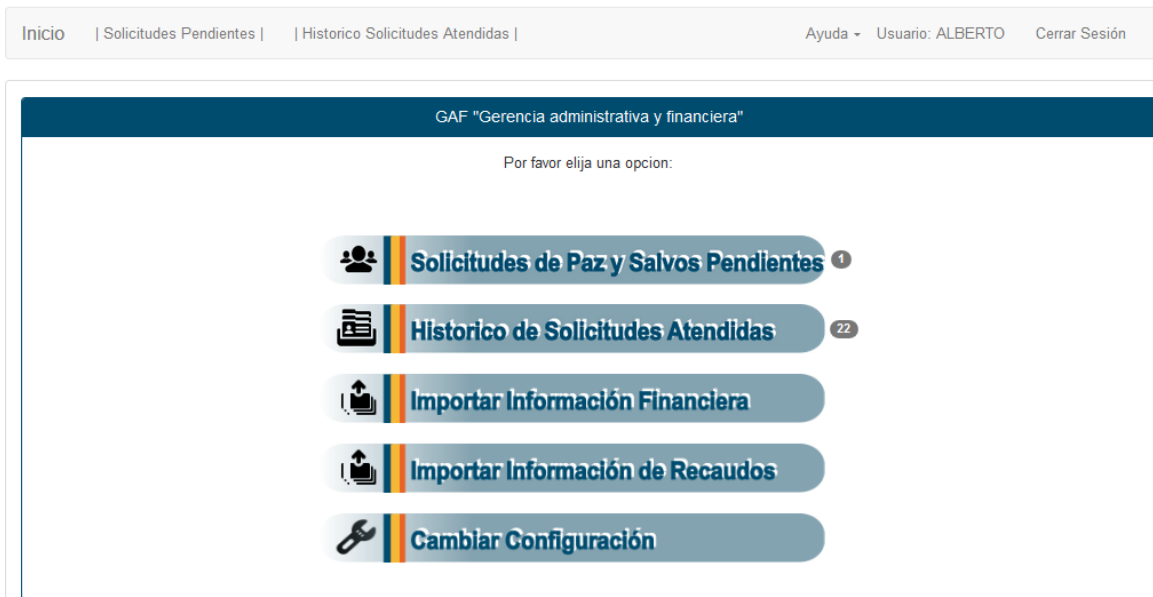 Inicio | Solicitudes Pendientes | | Historico Solicitudes Atendidas | Ayuda Usuario: ALBERTO Cerrar Sesión
GAF "Gerencia administrativa y financiera"
Por favor elija una opcion:
Solicitudes de Paz y Salvos Pendientes 1
Historico de Solicitudes Atendidas 22
Importar Información Financiera
Importar Información de Recaudos
Cambiar Configuración